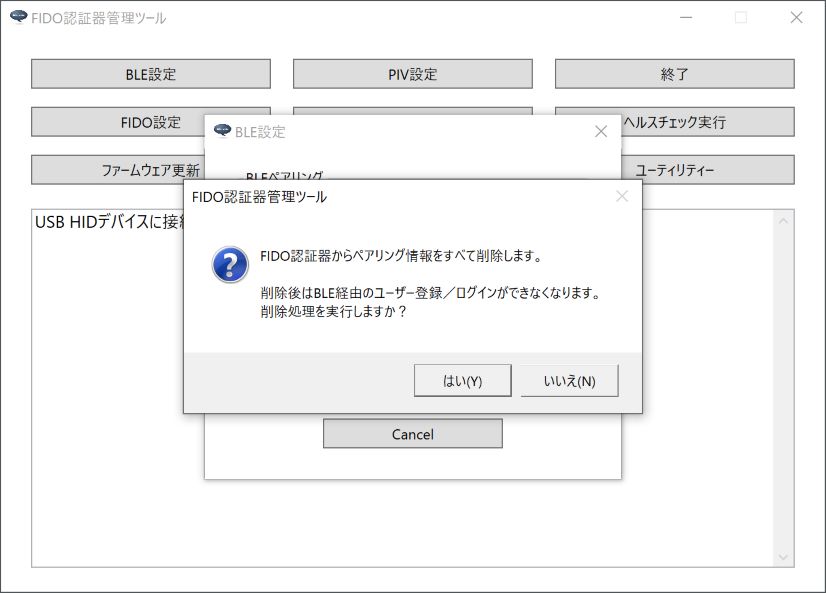 FIDO認証器管理ツール
BLE設定
PIV設定
終了
FIDO設定
ヘルスチェック実行
ファームウェア更新
ユーティリティー
BLE設定
BLEペアリング
USB HIDデバイスに接続
FIDO認証器管理ツール
FIDO認証器からペアリング情報をすべて削除します。
削除後はBLE経由のユーザー登録／ログインができなくなります。
削除処理を実行しますか？
はい(Y)
いいえ(N)
Cancel